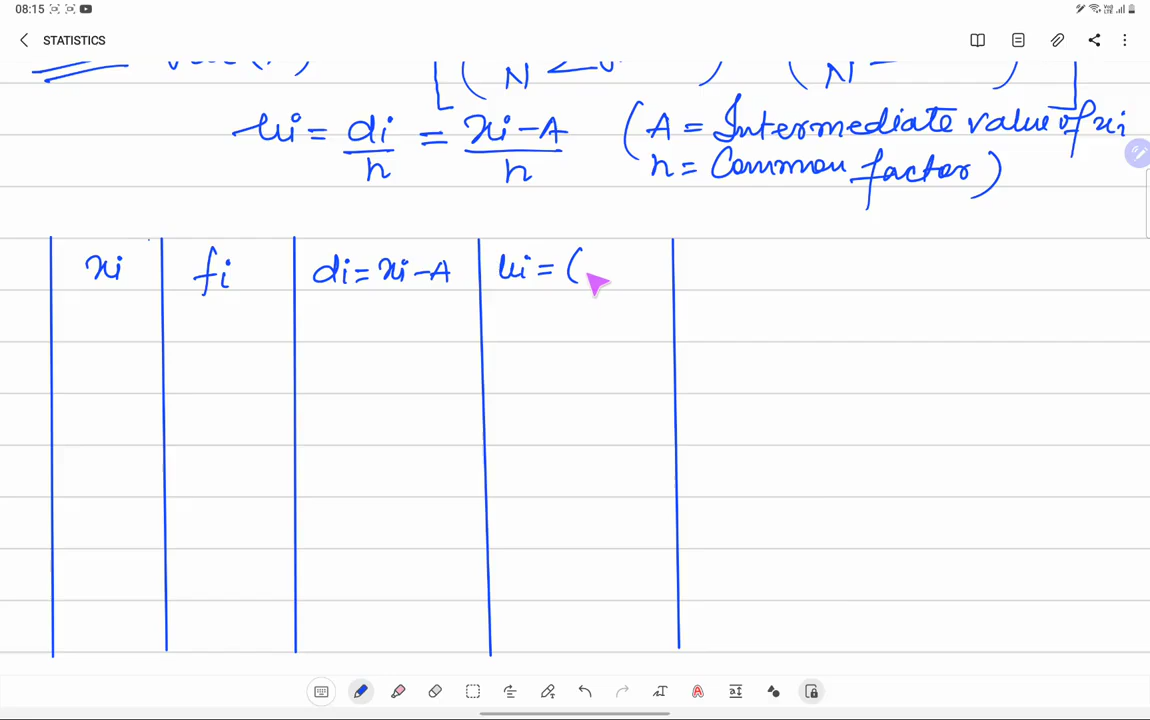 08:15
STATISTICS
N N
ui = di/h = xi-A/h (A = Intermediate value of xi
h = Common factor)
xi fi di = xi-A ui = (